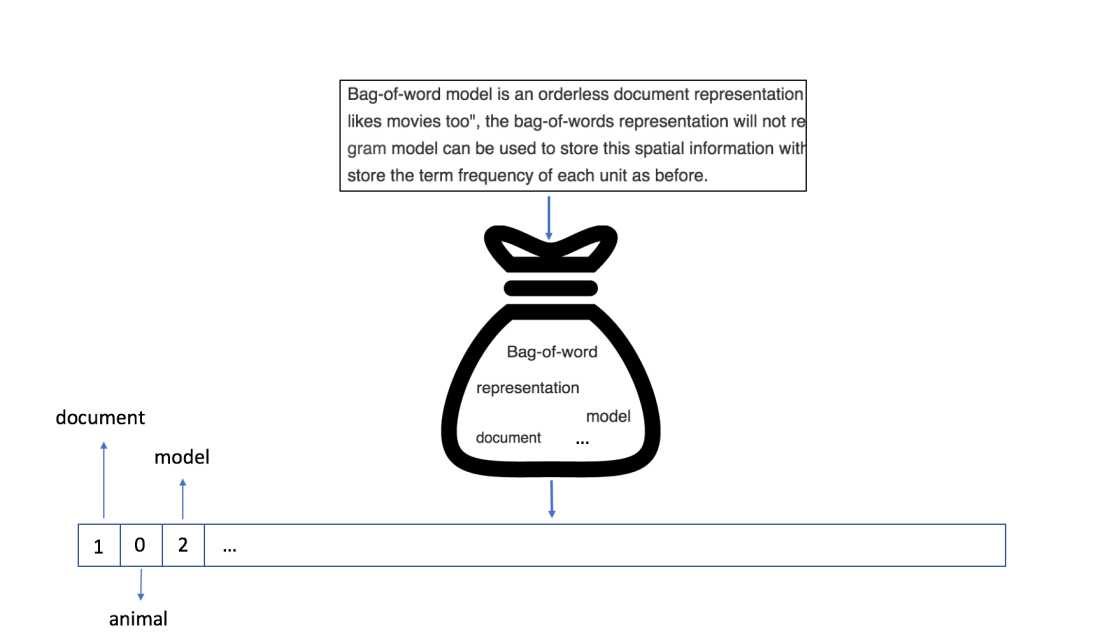 Bag-of-word model is an orderless document representation
likes movies too", the bag-of-words representation will not re
gram model can be used to store this spatial information with
store the term frequency of each unit as before.
Bag-of-word
representation
model
document ...
document
model
1 0 2 ...
animal